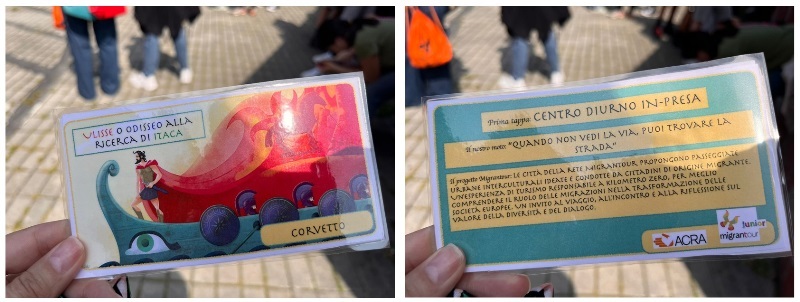 ULISSE O ODISSEO ALLA
RICERCA DI ITACA
CORVETTO
Prima tappa: CENTRO DIURNO IN-PRESA
Il nostro moto: "QUANDO NON VEDI LA VIA, PUOI TROVARE LA
STRADA"
Il progetto Migrantour: LE CITTÀ DELLA RETE MIGRANTOUR PROPONGONO PASSEGGIATE
URBANE INTERCULTURALI IDEATE E CONDOTTE DA CITTADINI DI ORIGINE MIGRANTE.
UN'ESPERIENZA DI TURISMO RESPONSABILE A KILOMETRO ZERO, PER MEGLIO
COMPRENDERE IL RUOLO DELLE MIGRAZIONI NELLA TRASFORMAZIONE DELLE
SOCIETÀ EUROPEE. UN INVITO AL VIAGGIO, ALL'INCONTRO E ALLA RIFLESSIONE SUL
VALORE DELLA DIVERSITÀ E DEL DIALOGO.
ACRA
junior
migrantour